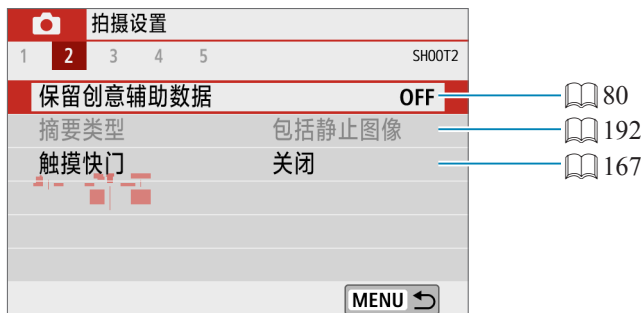 拍摄设置
1 2 3 4 5 SHOOT2
保留创意辅助数据 OFF 80
摘要类型 包括静止图像 192
触摸快门 关闭 167
MENU